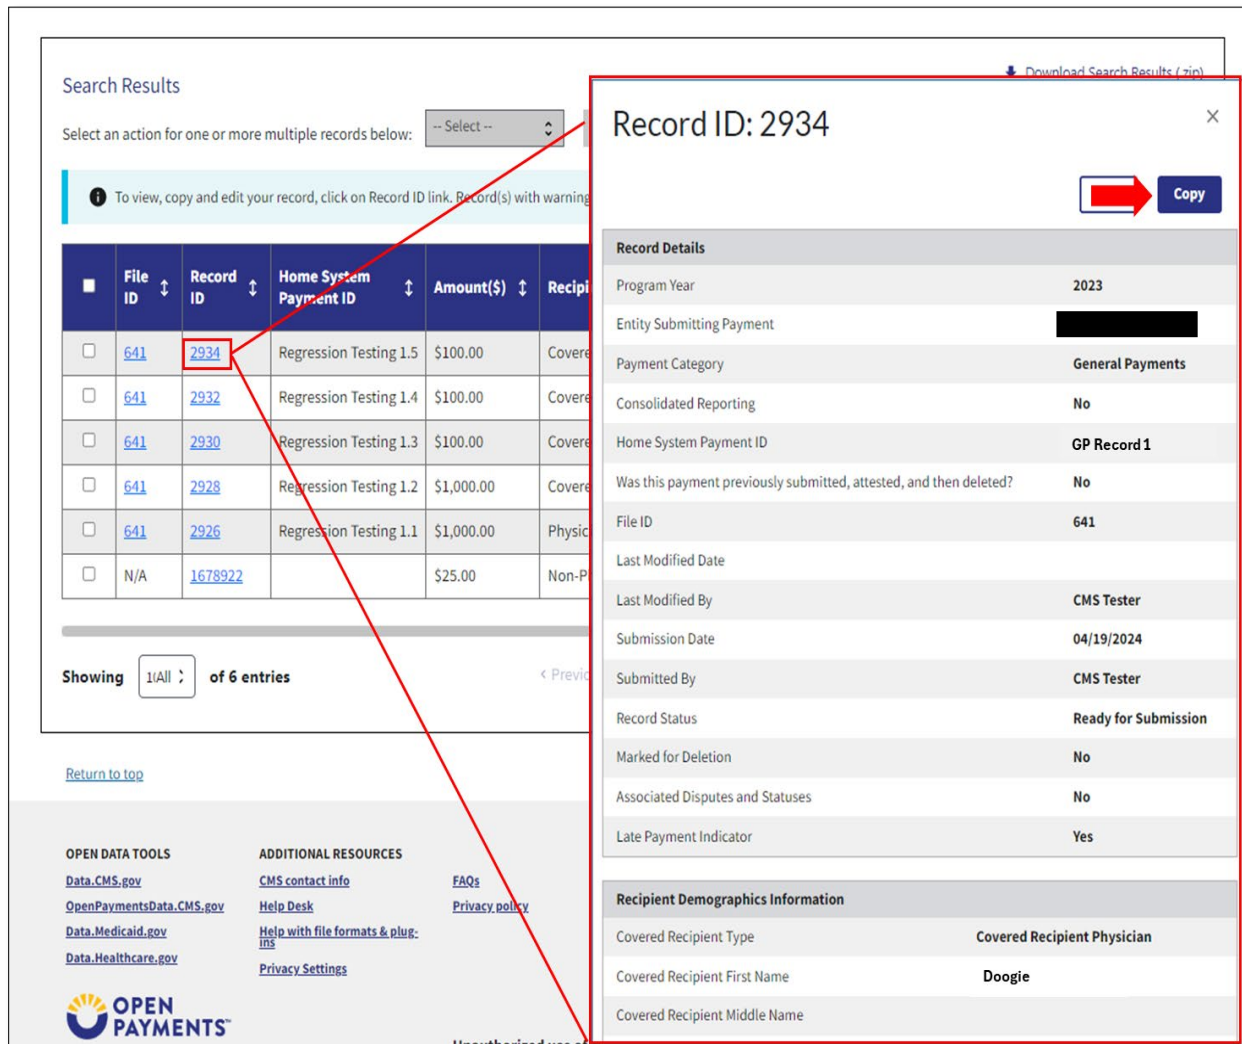 Download Search Results (.zip)
Search Results
Select an action for one or more multiple records below:
-- Select --
To view, copy and edit your record, click on Record ID link. Record(s) with warning
File ID
Record ID
Home System Payment ID
Amount($)
Recipi
641 2934 Regression Testing 1.5 $100.00 Covere
641 2932 Regression Testing 1.4 $100.00 Covere
641 2930 Regression Testing 1.3 $100.00 Covere
641 2928 Regression Testing 1.2 $1,000.00 Covere
641 2926 Regression Testing 1.1 $1,000.00 Physic
N/A 1678922 $25.00 Non-Pl
Showing All of 6 entries
< Previo
Return to top
OPEN DATA TOOLS
Data.CMS.gov
OpenPaymentsData.CMS.gov
Data.Medicaid.gov
Data.Healthcare.gov
ADDITIONAL RESOURCES
CMS contact info
Help Desk
Help with file formats & plug-
ins
Privacy Settings
FAQs
Privacy policy
OPEN
PAYMENTS
Record ID: 2934
Copy
Record Details
Program Year 2023
Entity Submitting Payment
Payment Category General Payments
Consolidated Reporting No
Home System Payment ID GP Record 1
Was this payment previously submitted, attested, and then deleted? No
File ID 641
Last Modified Date
Last Modified By CMS Tester
Submission Date 04/19/2024
Submitted By CMS Tester
Record Status Ready for Submission
Marked for Deletion No
Associated Disputes and Statuses No
Late Payment Indicator Yes
Recipient Demographics Information
Covered Recipient Type Covered Recipient Physician
Covered Recipient First Name Doogie
Covered Recipient Middle Name